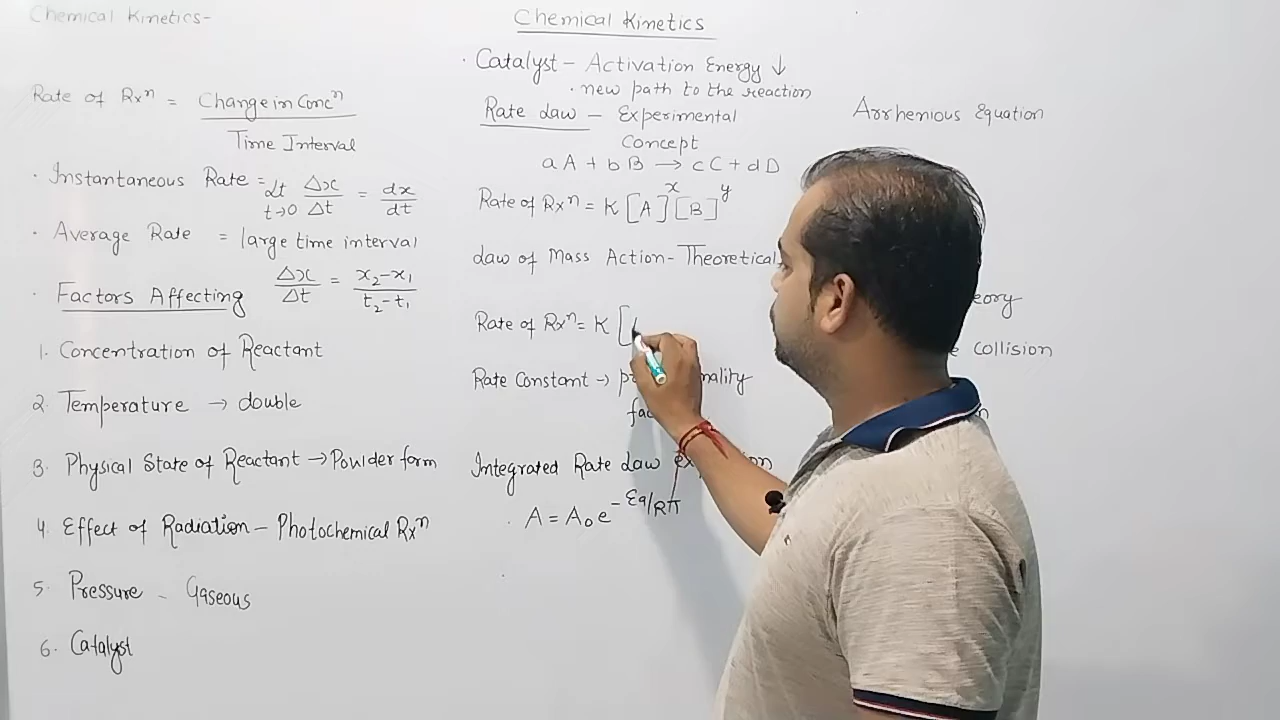 Chemical Kinetics-
Rate of Rxⁿ = Change in Concⁿ
Time Interval
· Instantaneous Rate = Lt t→0 Δx/Δt = dx/dt
· Average Rate = large time interval
Δx/Δt = x₂-x₁/t₂-t₁
· Factors Affecting
1. Concentration of Reactant
2. Temperature → double
3. Physical State of Reactant → Powder form
4. Effect of Radiation - Photochemical Rxⁿ
5. Pressure - Gaseous
6. Catalyst
Chemical Kinetics
· Catalyst - Activation Energy ↓
· new path to the reaction
Rate Law - Experimental
Concept
aA + bB → cC + dD
Rate of Rxⁿ = K [A]ˣ [B]ʸ
Law of Mass Action - Theoretical
Rate of Rxⁿ = K [
Rate Constant →
Integrated Rate Law
· A = A₀ e^-Ea/RT
Arrhenious Equation
collision